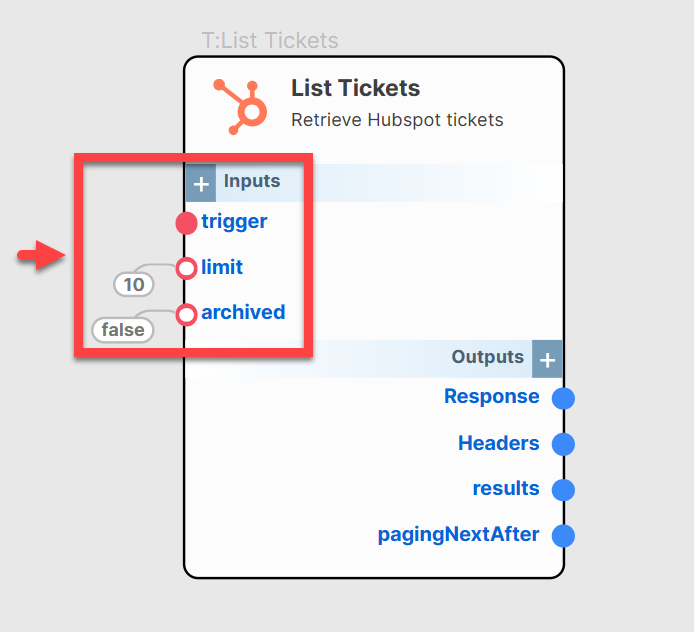 T:List Tickets
List Tickets
Retrieve Hubspot tickets
+ Inputs
trigger
limit
10
archived
false
Outputs +
Response
Headers
results
pagingNextAfter